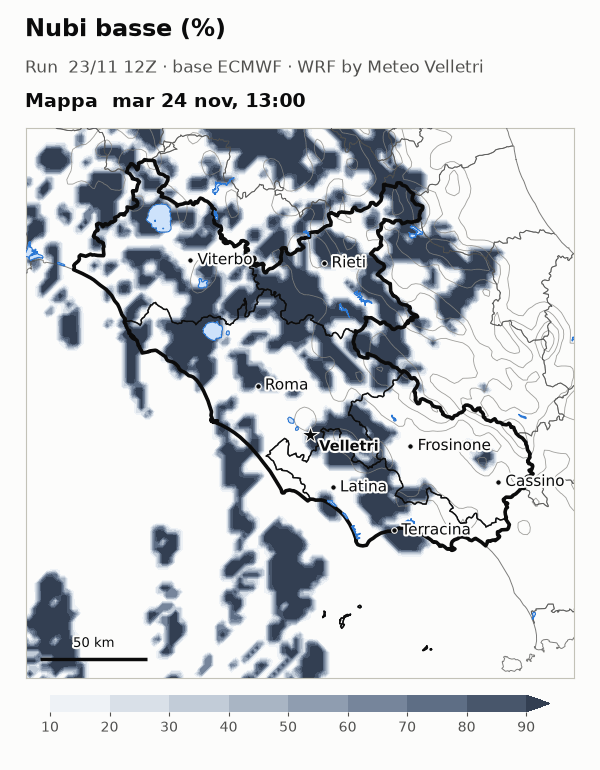 Nubi basse (%)
Run  23/11 12Z · base ECMWF · WRF by Meteo Velletri
Mappa  mar 24 nov, 13:00
Viterbo
Rieti
Roma
Velletri
Frosinone
Cassino
Latina
Terracina
50 km
10 20 30 40 50 60 70 80 90